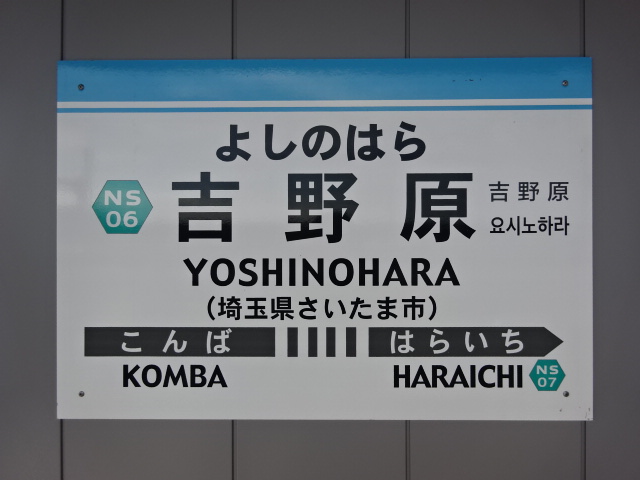 よしのはら
NS
06
吉野原
吉野原
요시노하라
YOSHINOHARA
(埼玉県さいたま市)
こんば
はらいち
KOMBA
HARAICHI
NS
07